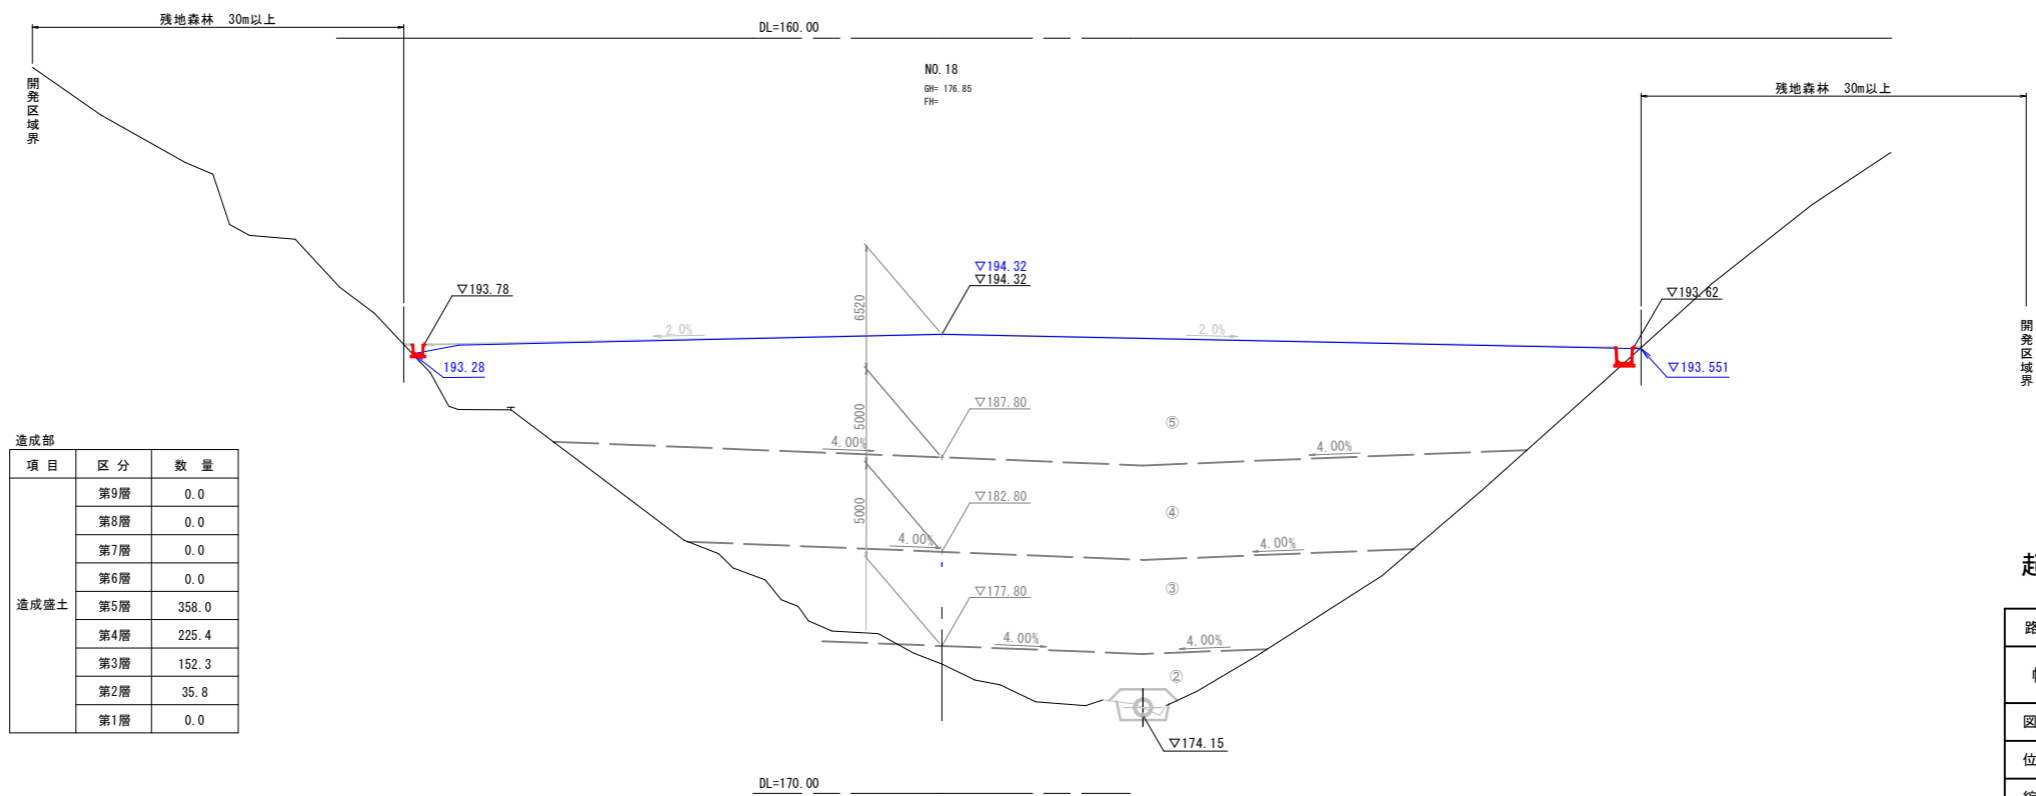 残地森林 30m以上
DL=160.00
NO.18
GH= 176.85
FH=
残地森林 30m以上
開発区域界
▽194.32
▽194.32
▽193.78
▽193.62
6520
2.0%
2.0%
193.28
▽193.551
開発区域界
▽187.80
5000
⑤
4.00%
4.00%
▽182.80
5000
④
4.00%
4.00%
▽177.80
③
4.00%
4.00%
②
▽174.15
造成部
項目 区分 数量
造成盛土
第9層 0.0
第8層 0.0
第7層 0.0
第6層 0.0
第5層 358.0
第4層 225.4
第3層 152.3
第2層 35.8
第1層 0.0
DL=170.00
路
図
位